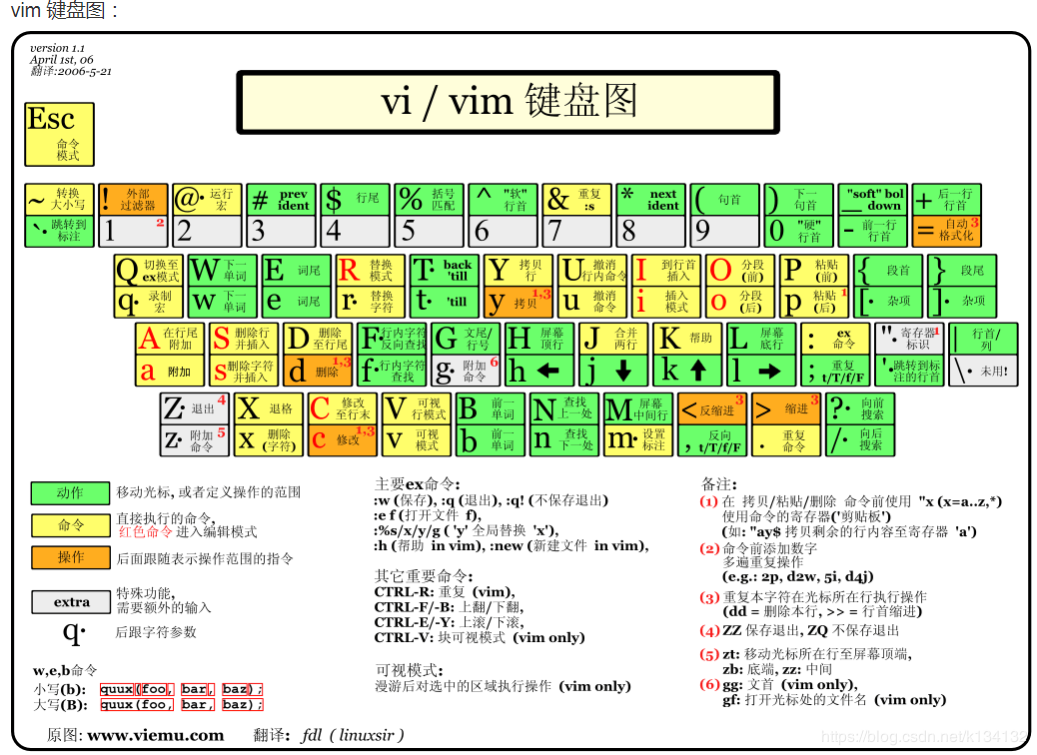 vim 键盘图：
version 1.1
April 1st, 06
翻译:2006-5-21
vi / vim 键盘图
Esc 命令
模式
~ 转换
大小写
! 外部
过滤器
@· 运行
宏
# prev
ident
$ 行尾
% 括号
匹配
^ "软"
行首
& 重复
:s
* next
ident
( 句首
) 下一
句首
"soft" bol
_ down
+ 后一行
行首
`· 跳转到
标注
1 2
2
3
4
5
6
7
8
9
0 "硬"
行首
- 前一行
行首
= 自动3
格式化
Q 切换至
ex模式
W 下一
单词
E 词尾
R 替换
模式
T· back
'till
Y 拷贝
行
U 撤消
行内命令
I 到行首
插入
O 分段
(前)
P 粘贴
(前)
{ 段首
} 段尾
q· 录制
宏
w 下一
单词
e 词尾
r· 替换
字符
t· 'till
y 拷贝 1,3
u 撤消
命令
i 插入
模式
o 分段
(后)
p 粘贴 1
(后)
[· 杂项
]· 杂项
A 在行尾
附加
S 删除行
并插入
D 删除
至行尾
F· 行内字符
反向查找
G 文尾/
行号
H 屏幕
顶行
J 合并
两行
K 帮助
L 屏幕
底行
: ex
命令
"· 寄存器1
标识
| 行首/
列
a 附加
s 删除字符
并插入
d 删除 1,3
f· 行内字符
查找
g· 附加 6
命令
h ←
j ↓
k ↑
l →
; 重复
t/T/f/F
'· 跳转到标
注的行首
\· 未用!
Z· 退出 4
X 退格
C 修改
至行末
V 可视
行模式
B 前一
单词
N 查找
上一处
M 屏幕
中间行
< 反缩进 3
> 缩进 3
?· 向前
搜索
z· 附加 5
命令
x 删除
(字符)
c 修改 1,3
v 可视
模式
b 前一
单词
n 查找
下一处
m· 设置
标注
, 反向
t/T/f/F
. 重复
命令
/· 向后
搜索
动作 移动光标, 或者定义操作的范围
命令 直接执行的命令,
红色命令 进入编辑模式
操作 后面跟随表示操作范围的指令
extra 特殊功能,
需要额外的输入
q· 后跟字符参数
w,e,b命令
小写(b): quux(foo, bar, baz);
大写(B): quux(foo, bar, baz);
主要ex命令:
:w (保存), :q (退出), :q! (不保存退出)
:e f (打开文件 f),
:%s/x/y/g ( 'y' 全局替换 'x'),
:h (帮助 in vim), :new (新建文件 in vim),
其它重要命令:
CTRL-R: 重复 (vim),
CTRL-F/-B: 上翻/下翻,
CTRL-E/-Y: 上滚/下滚,
CTRL-V: 块可视模式 (vim only)
可视模式:
漫游后对选中的区域执行操作 (vim only)
备注:
(1) 在 拷贝/粘贴/删除 命令前使用 "x (x=a..z,*)
使用命令的寄存器('剪贴板')
(如: "ay$ 拷贝剩余的行内容至寄存器 'a')
(2) 命令前添加数字
多遍重复操作
(e.g.: 2p, d2w, 5i, d4j)
(3) 重复本字符在光标所在行执行操作
(dd = 删除本行, >> = 行首缩进)
(4) ZZ 保存退出, ZQ 不保存退出
(5) zt: 移动光标所在行至屏幕顶端,
zb: 底端, zz: 中间
(6) gg: 文首 (vim only),
gf: 打开光标处的文件名 (vim only)
原图: www.viemu.com 翻译: fdl ( linuxsir )